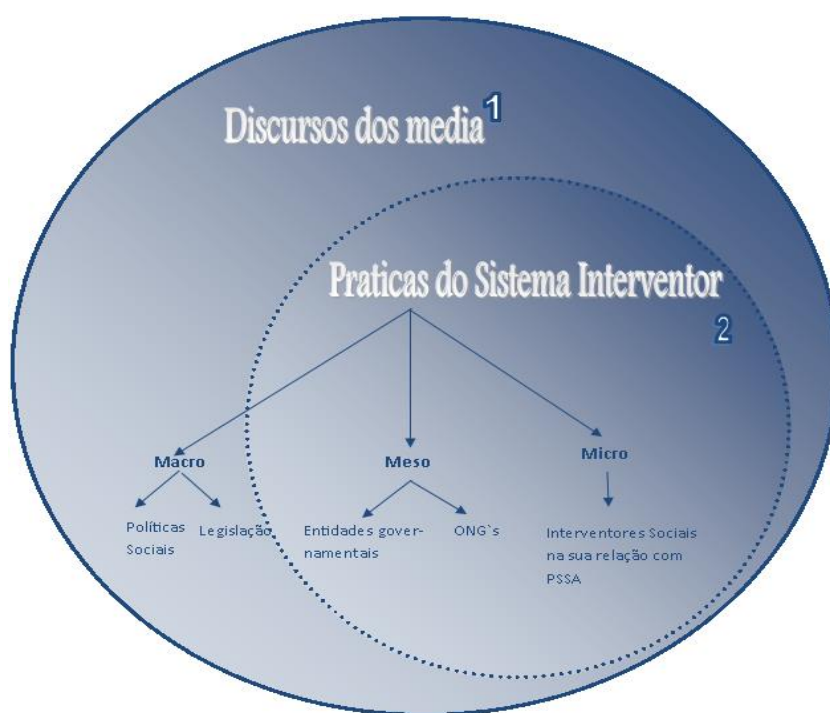 Discursos dos media 1
Praticas do Sistema Interventor
2
Macro
Meso
Micro
Políticas
Sociais
Legislação
Entidades gover-
namentais
ONG`s
Interventores Sociais
na sua relação com
PSSA